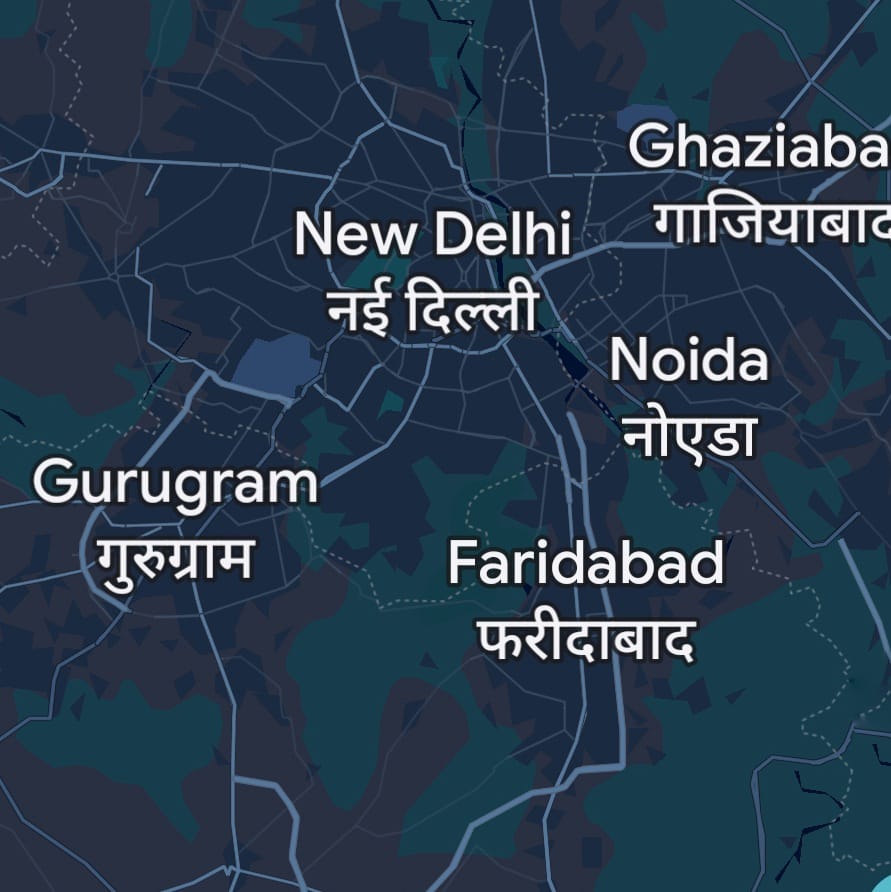 Ghaziaba
गाजियाबाद
New Delhi
नई दिल्ली
Noida
नोएडा
Gurugram
गुरुग्राम
Faridabad
फरीदाबाद